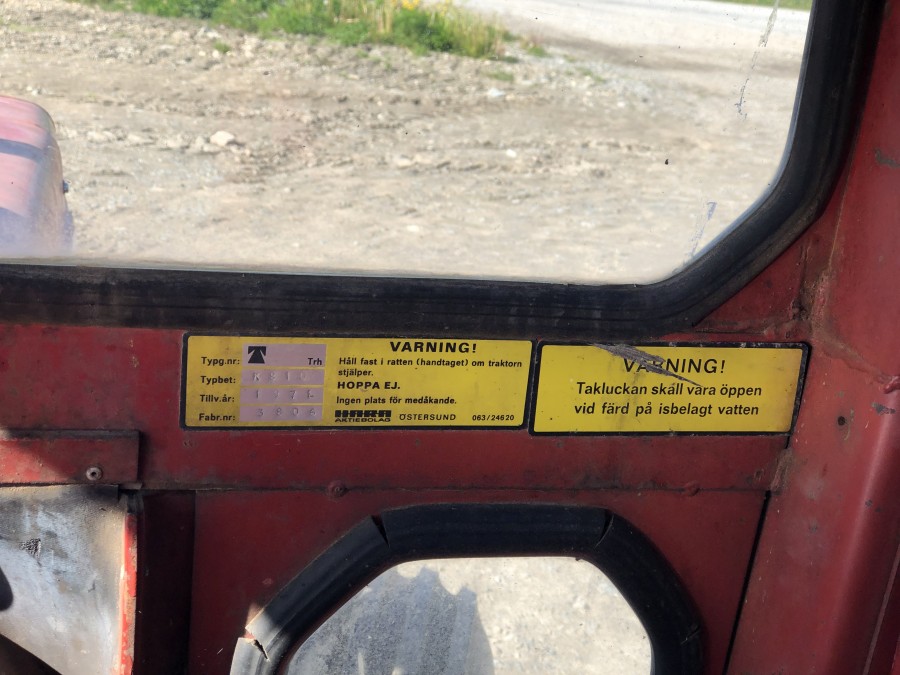 VARNING!
Typg.nr: Trh
Håll fast i ratten (handtaget) om traktorn
stjälper.
Typbet:
HOPPA EJ.
Tillv.år:
Ingen plats för medåkande.
Fabr.nr:
HARA
AKTIEBOLAG ÖSTERSUND 063/24620
VARNING!
Takluckan skall vara öppen
vid färd på isbelagt vatten